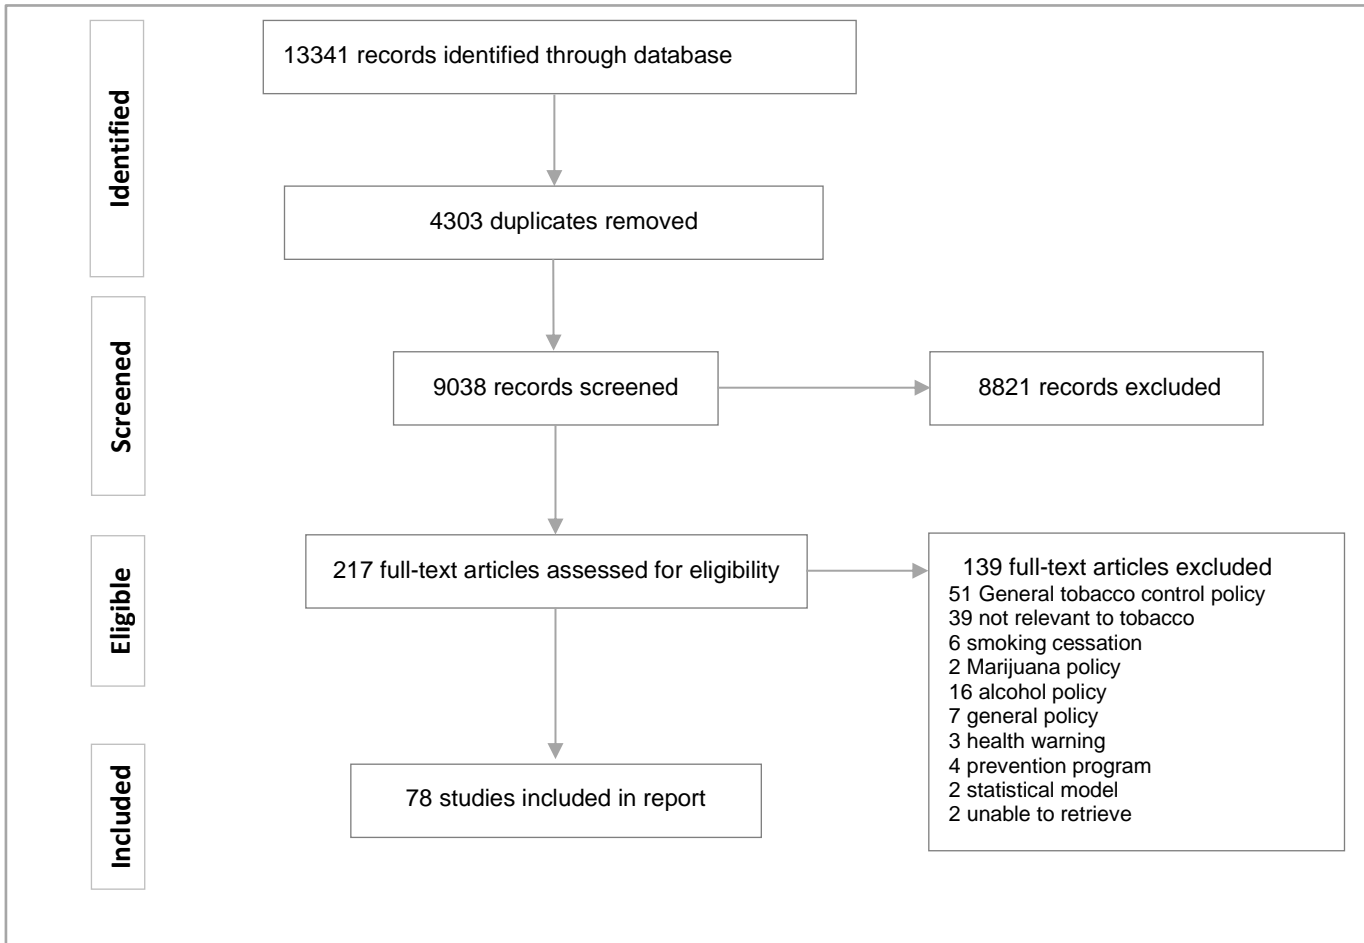 Identified
13341 records identified through database
4303 duplicates removed
Screened
9038 records screened
8821 records excluded
Eligible
217 full-text articles assessed for eligibility
139 full-text articles excluded
51 General tobacco control policy
39 not relevant to tobacco
6 smoking cessation
2 Marijuana policy
16 alcohol policy
7 general policy
3 health warning
4 prevention program
2 statistical model
2 unable to retrieve
Included
78 studies included in report